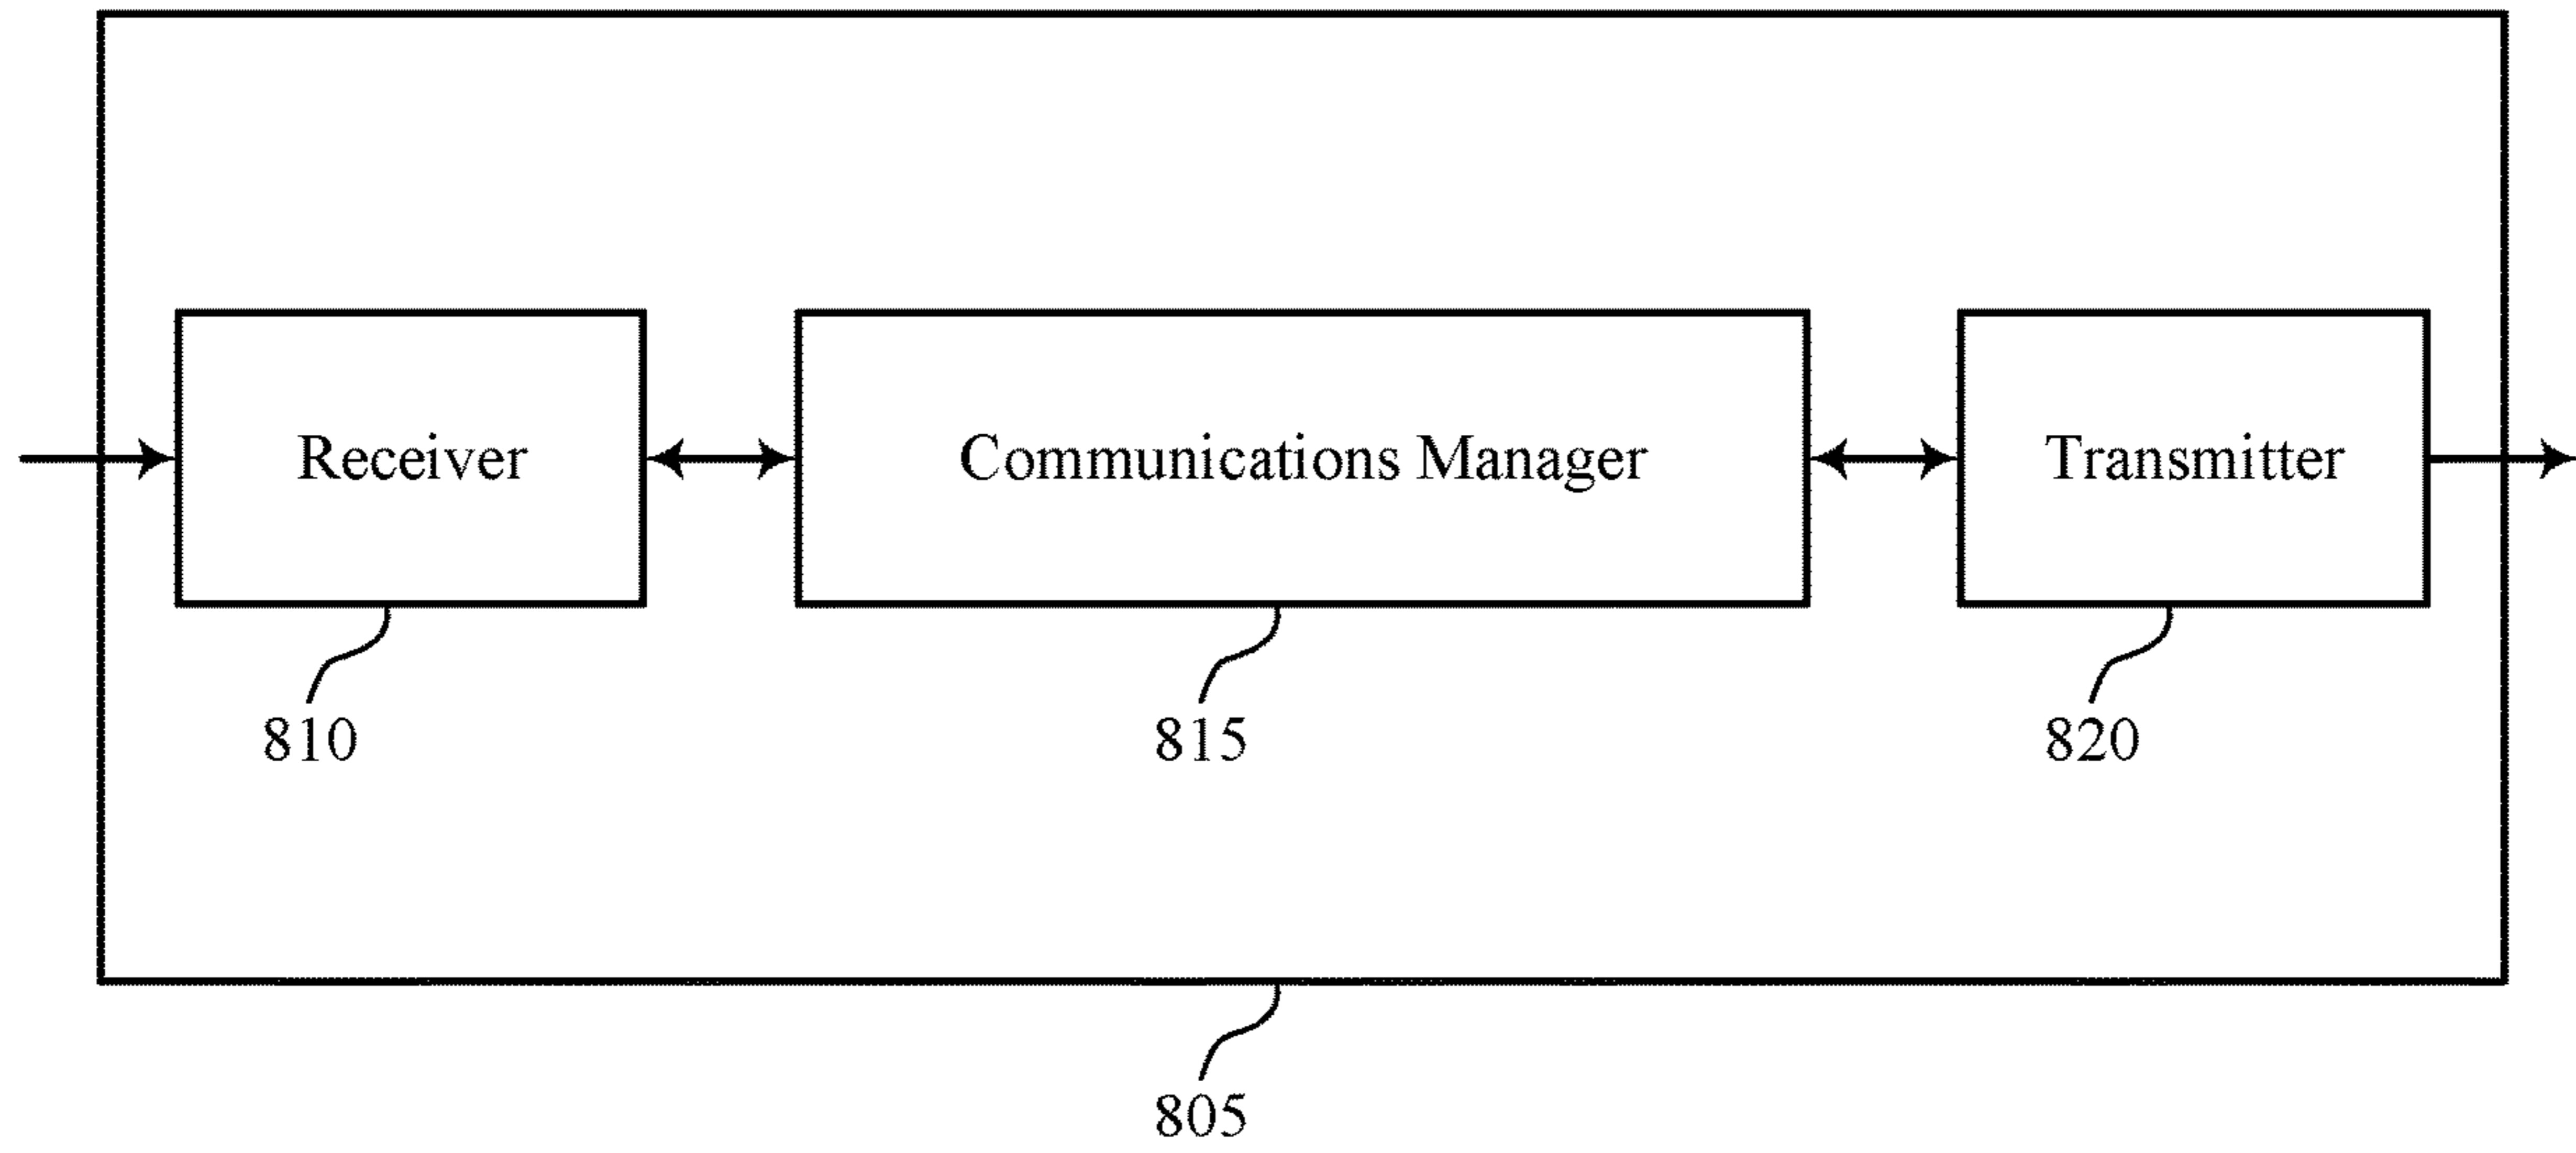 Receiver
Communications Manager
Transmitter
810
815
820
805